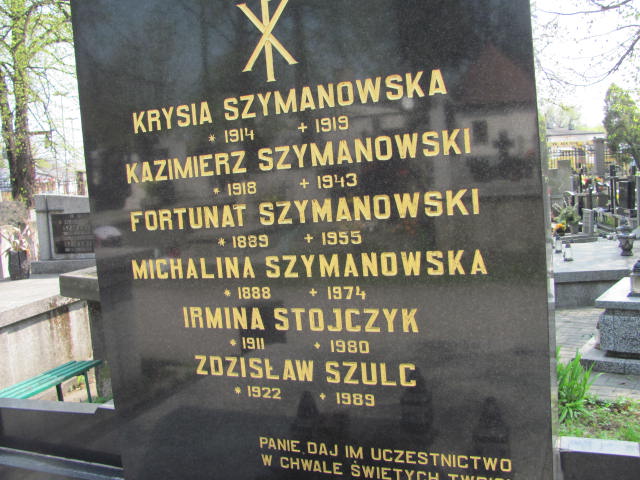 KRYSIA SZYMANOWSKA
* 1914 + 1919
KAZIMIERZ SZYMANOWSKI
* 1918 + 1943
FORTUNAT SZYMANOWSKI
* 1889 + 1955
MICHALINA SZYMANOWSKA
* 1888 + 1974
IRMINA STOJCZYK
* 1911 + 1980
ZDZISŁAW SZULC
* 1922 + 1989
PANIE, DAJ IM UCZESTNICTWO
W CHWALE ŚWIĘTYCH TWOICH